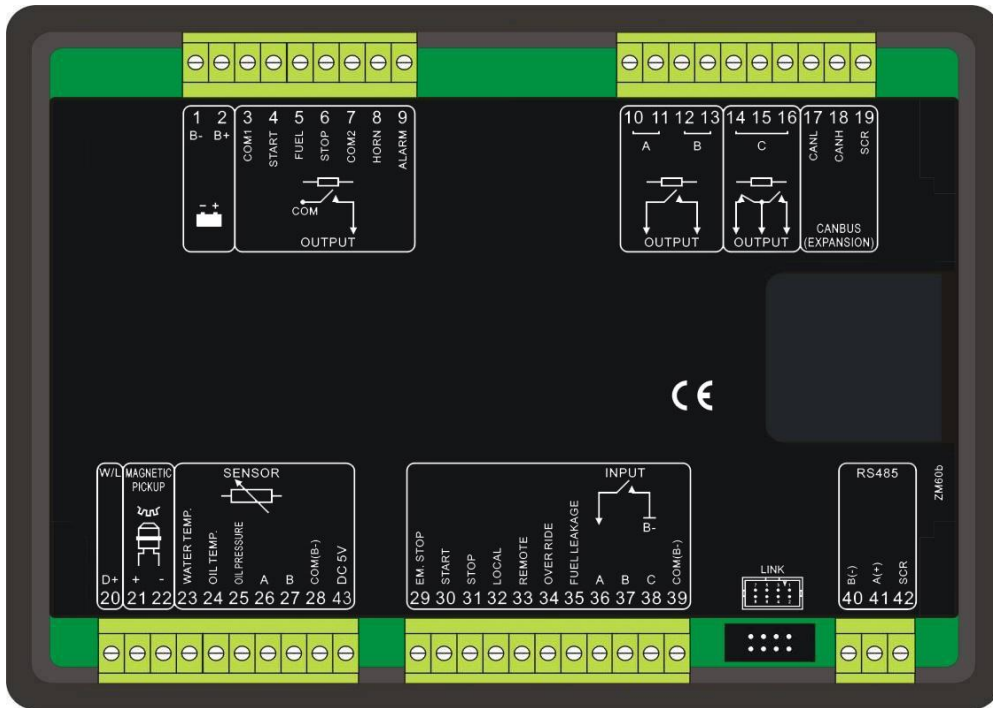 1 2 3 4 5 6 7 8 9
B- B+ COM1 START FUEL STOP COM2 HORN ALARM
- +
COM
OUTPUT
10 11 12 13 14 15 16 17 18 19
A B C CANL CANH SCR
OUTPUT OUTPUT CANBUS
(EXPANSION)
CE
ZM60b
W/L MAGNETIC
PICKUP
SENSOR
WATER TEMP. OIL TEMP. OIL PRESSURE A B COM(B-) DC 5V
D+ + -
20 21 22 23 24 25 26 27 28 43
INPUT
B-
EM. STOP START STOP LOCAL REMOTE OVER RIDE FUEL LEAKAGE A B C COM(B-)
29 30 31 32 33 34 35 36 37 38 39
LINK
RS485
B(-) A(+) SCR
40 41 42